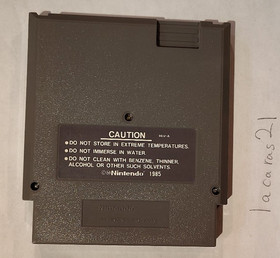 CAUTION
REV-A
● DO NOT STORE IN EXTREME TEMPERATURES.
● DO NOT IMMERSE IN WATER.
● DO NOT CLEAN WITH BENZENE, THINNER,
ALCOHOL OR OTHER SUCH SOLVENTS.
©Nintendo 1985
lacaras21